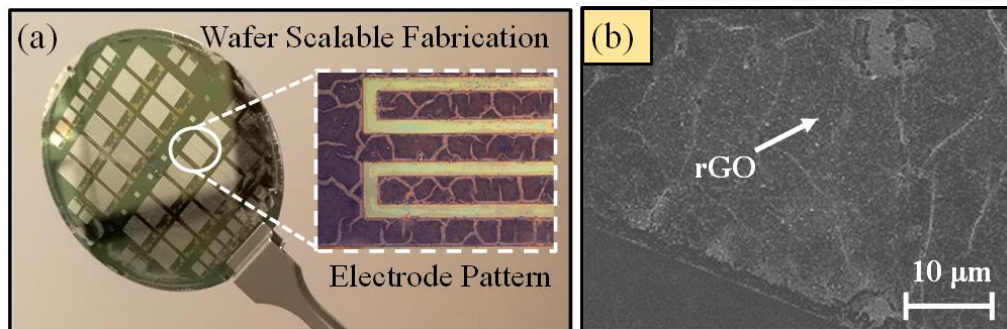 (a)
Wafer Scalable Fabrication
Electrode Pattern
(b)
rGO
10 μm